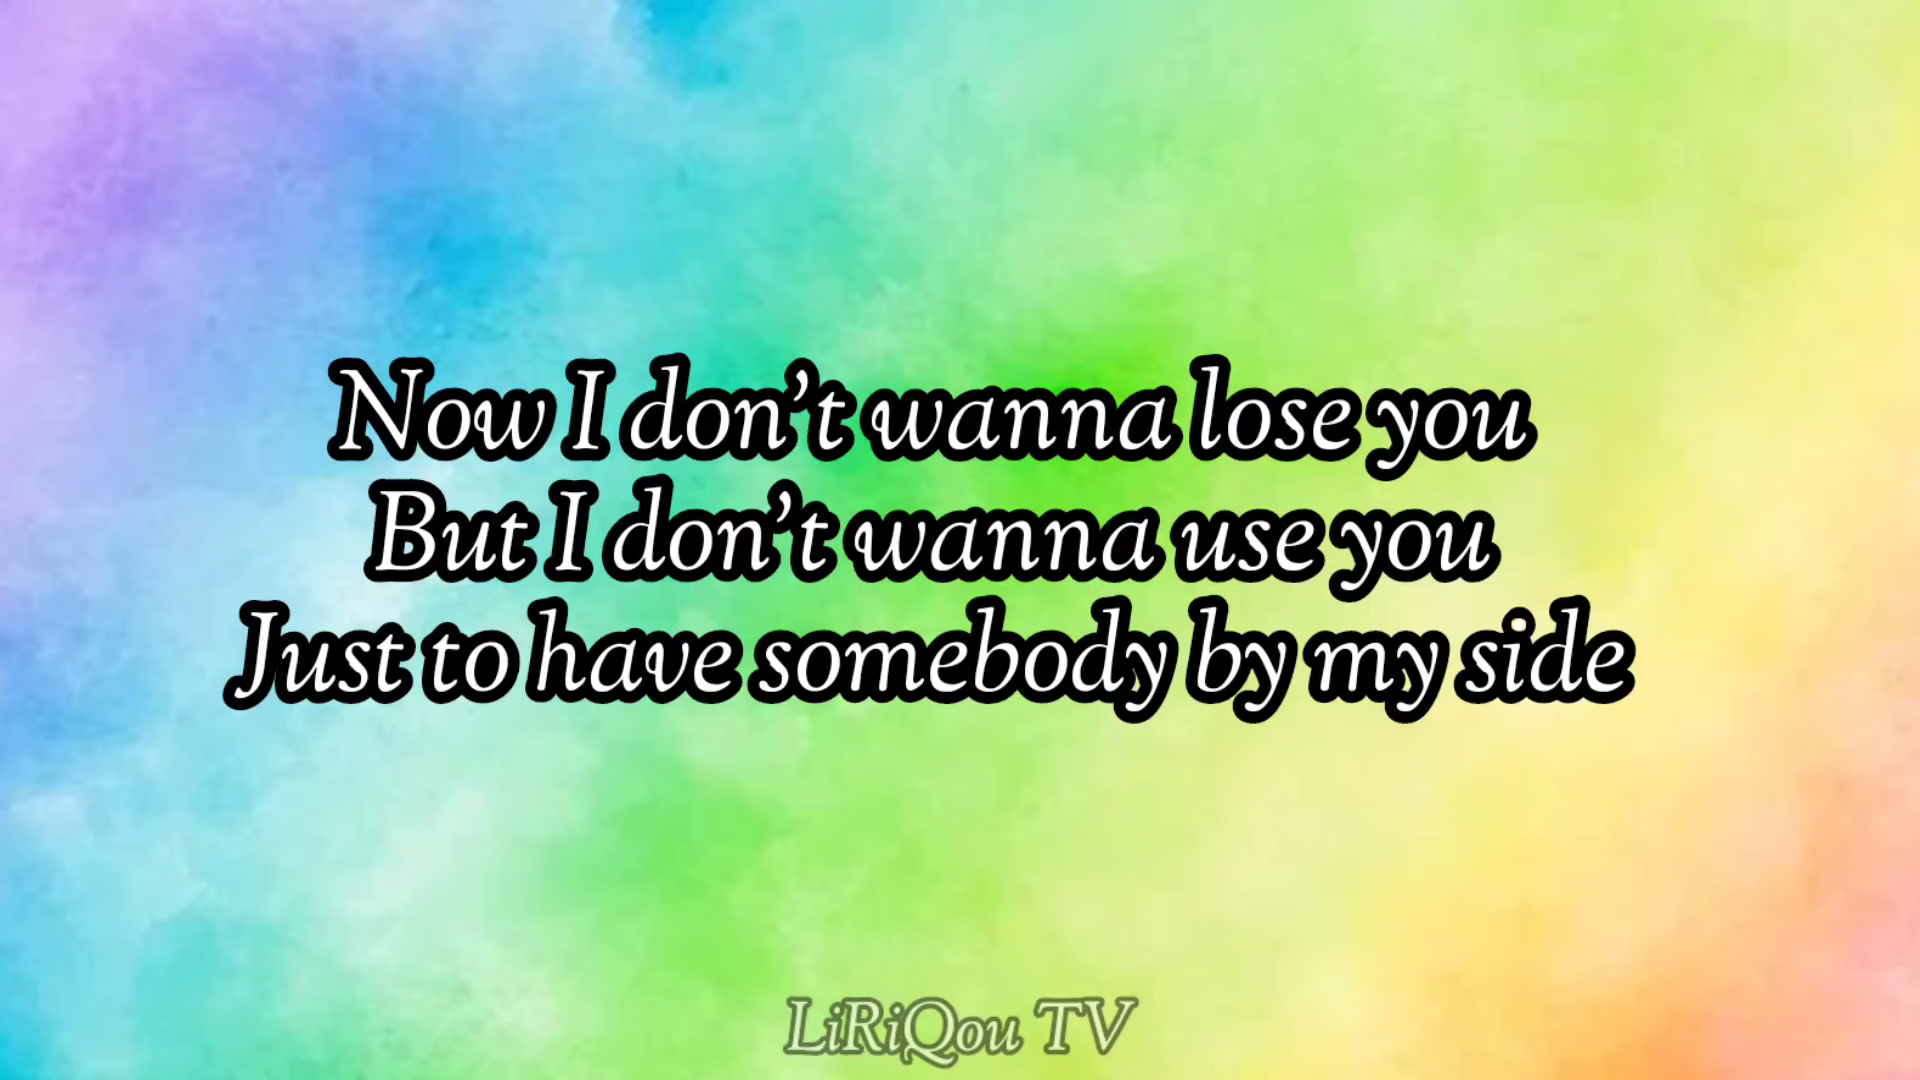 Now I don't wanna lose you
But I don't wanna use you
Just to have somebody by my side
LiRiQou TV